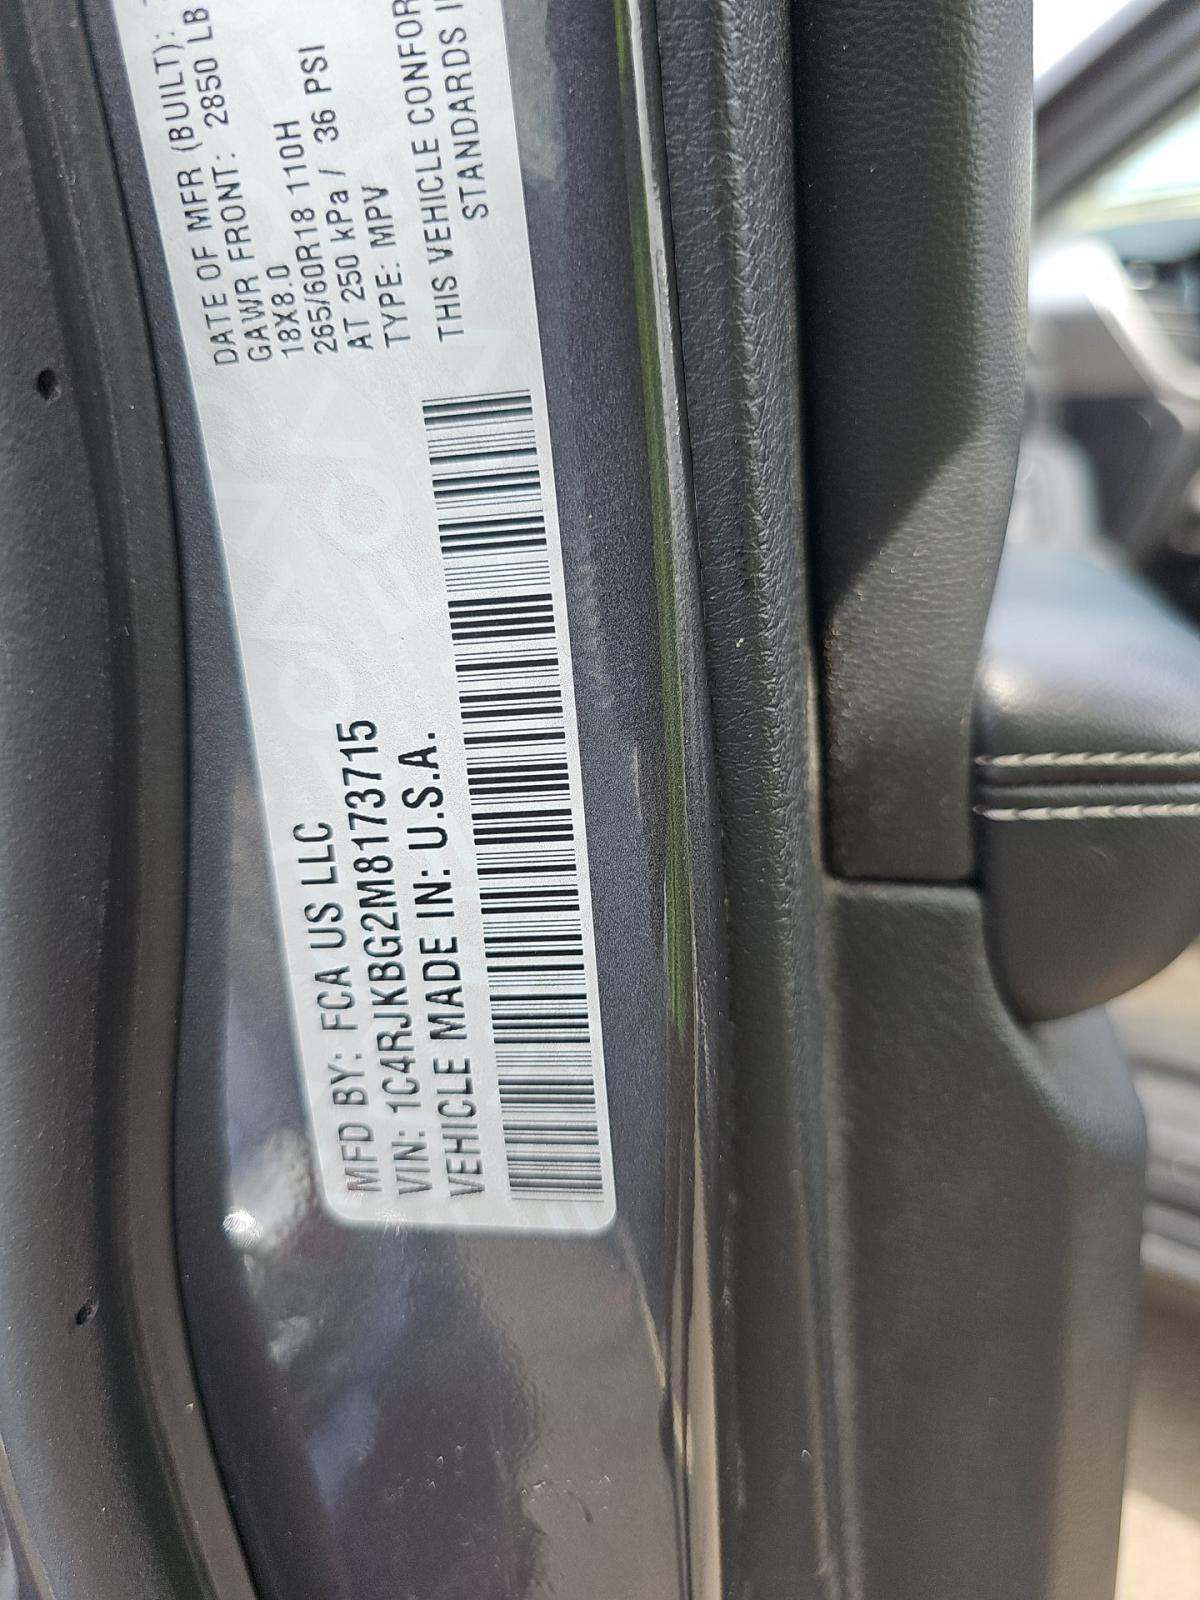 MFD BY: FCA US LLC
VIN: 1C4RJKBG2M8173715
VEHICLE MADE IN: U.S.A.
DATE OF MFR (BUILT):
GAWR FRONT: 2850 LB
18X8.0
265/60R18 110H
AT 250 kPa / 36 PSI
TYPE: MPV
THIS VEHICLE CONFOR
STANDARDS I